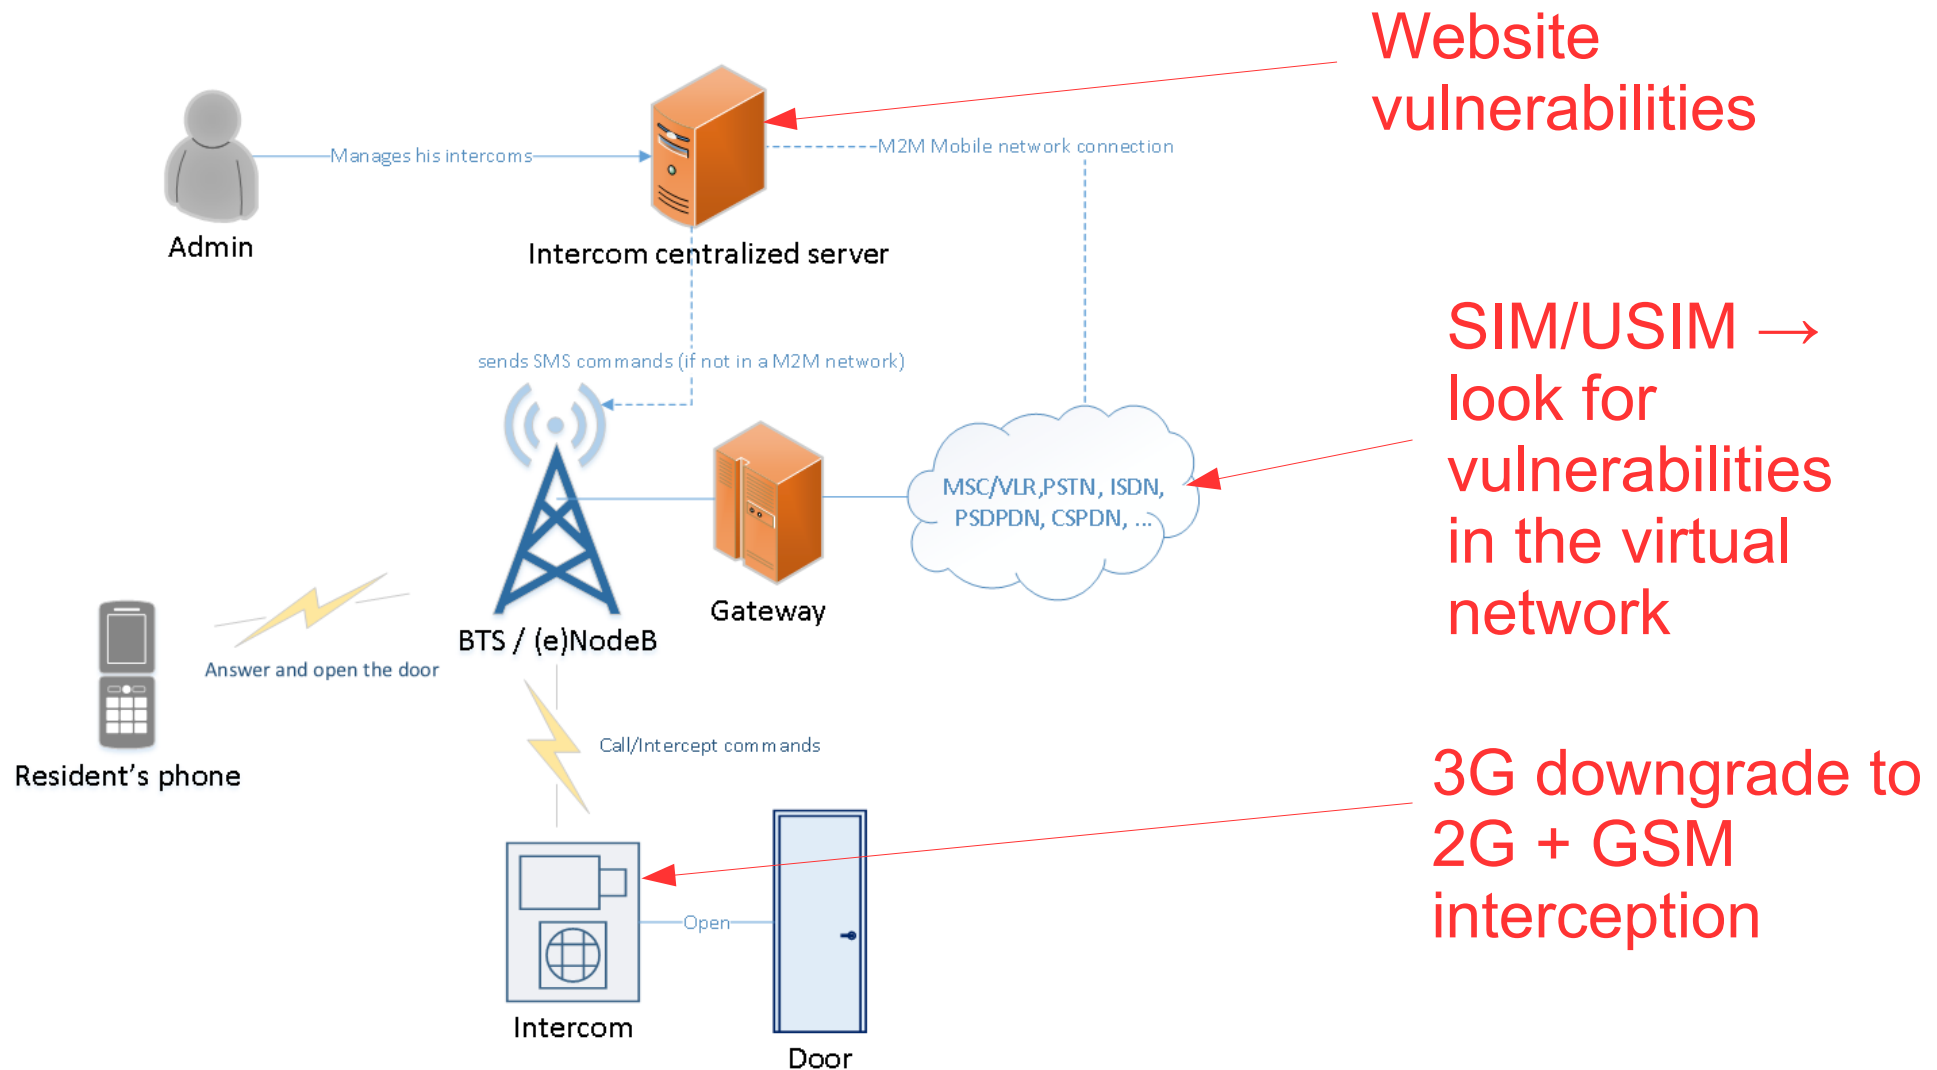 Website
vulnerabilities
Manages his intercoms
M2M Mobile network connection
Admin
Intercom centralized server
sends SMS commands (if not in a M2M network)
SIM/USIM →
look for
vulnerabilities
in the virtual
network
MSC/VLR,PSTN, ISDN,
PSDPDN, CSPDN, ...
Gateway
BTS / (e)NodeB
Answer and open the door
Resident's phone
Call/Intercept commands
3G downgrade to
2G + GSM
interception
Open
Intercom
Door